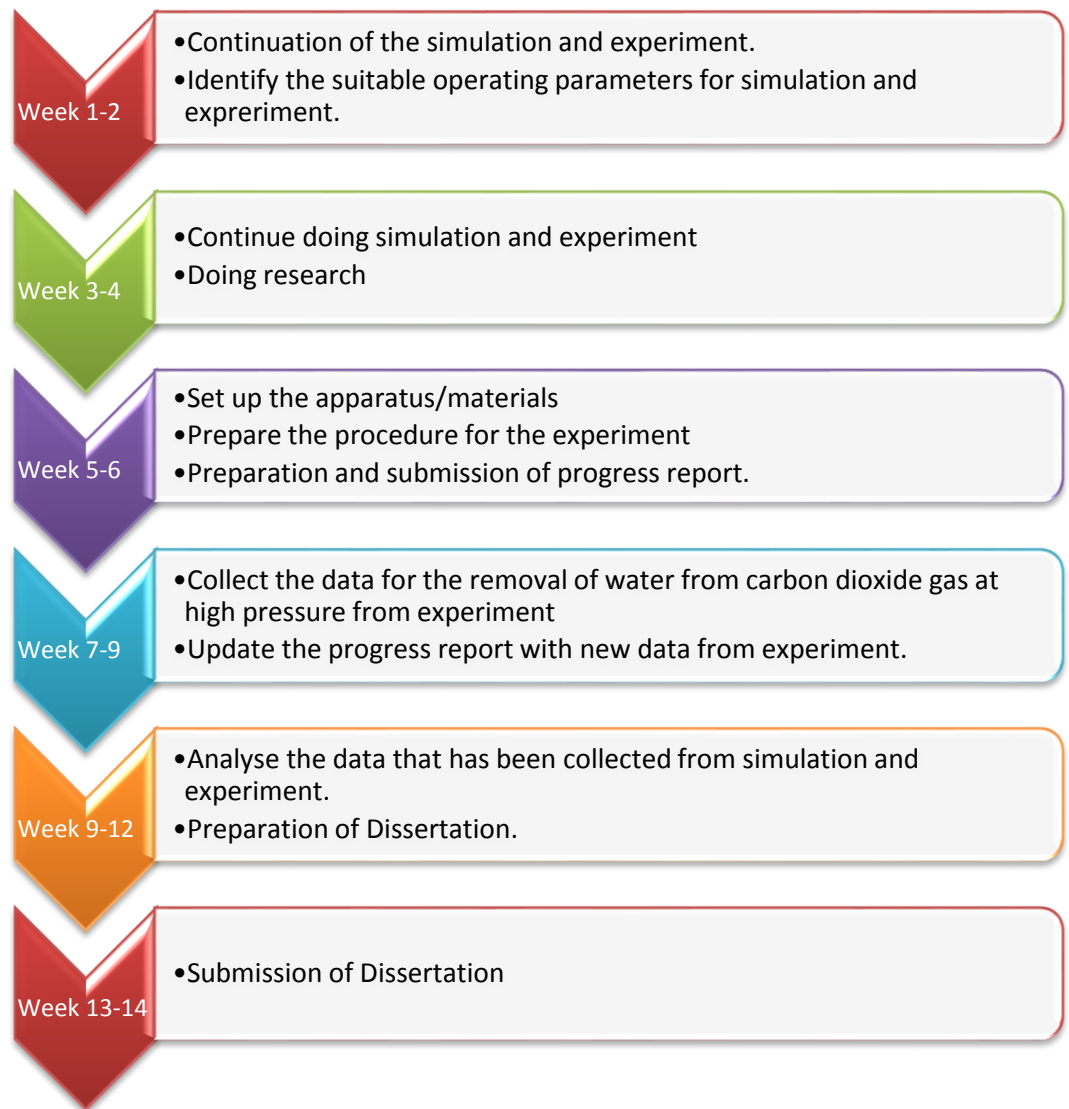 Week 1-2
•Continuation of the simulation and experiment.
•Identify the suitable operating parameters for simulation and
expreriment.
Week 3-4
•Continue doing simulation and experiment
•Doing research
Week 5-6
•Set up the apparatus/materials
•Prepare the procedure for the experiment
•Preparation and submission of progress report.
Week 7-9
•Collect the data for the removal of water from carbon dioxide gas at
high pressure from experiment
•Update the progress report with new data from experiment.
Week 9-12
•Analyse the data that has been collected from simulation and
experiment.
•Preparation of Dissertation.
Week 13-14
•Submission of Dissertation